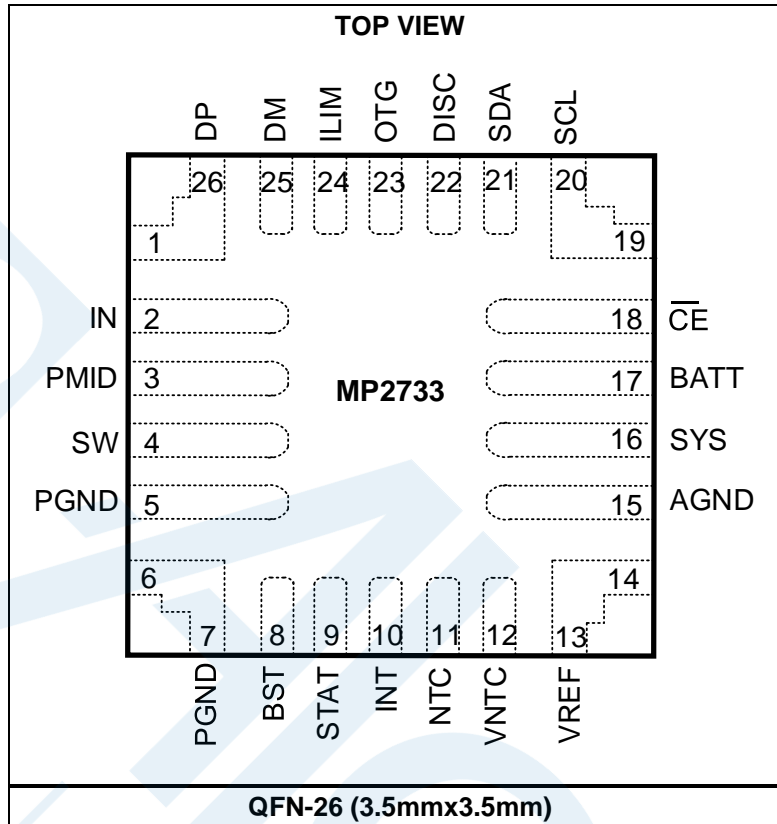 TOP VIEW
DP DM ILIM OTG DISC SDA SCL
26 25 24 23 22 21 20
1 19
IN 2 18 C̅E̅
PMID 3 17 BATT
MP2733
SW 4 16 SYS
PGND 5 15 AGND
6 14
7 8 9 10 11 12 13
PGND BST STAT INT NTC VNTC VREF
QFN-26 (3.5mmx3.5mm)